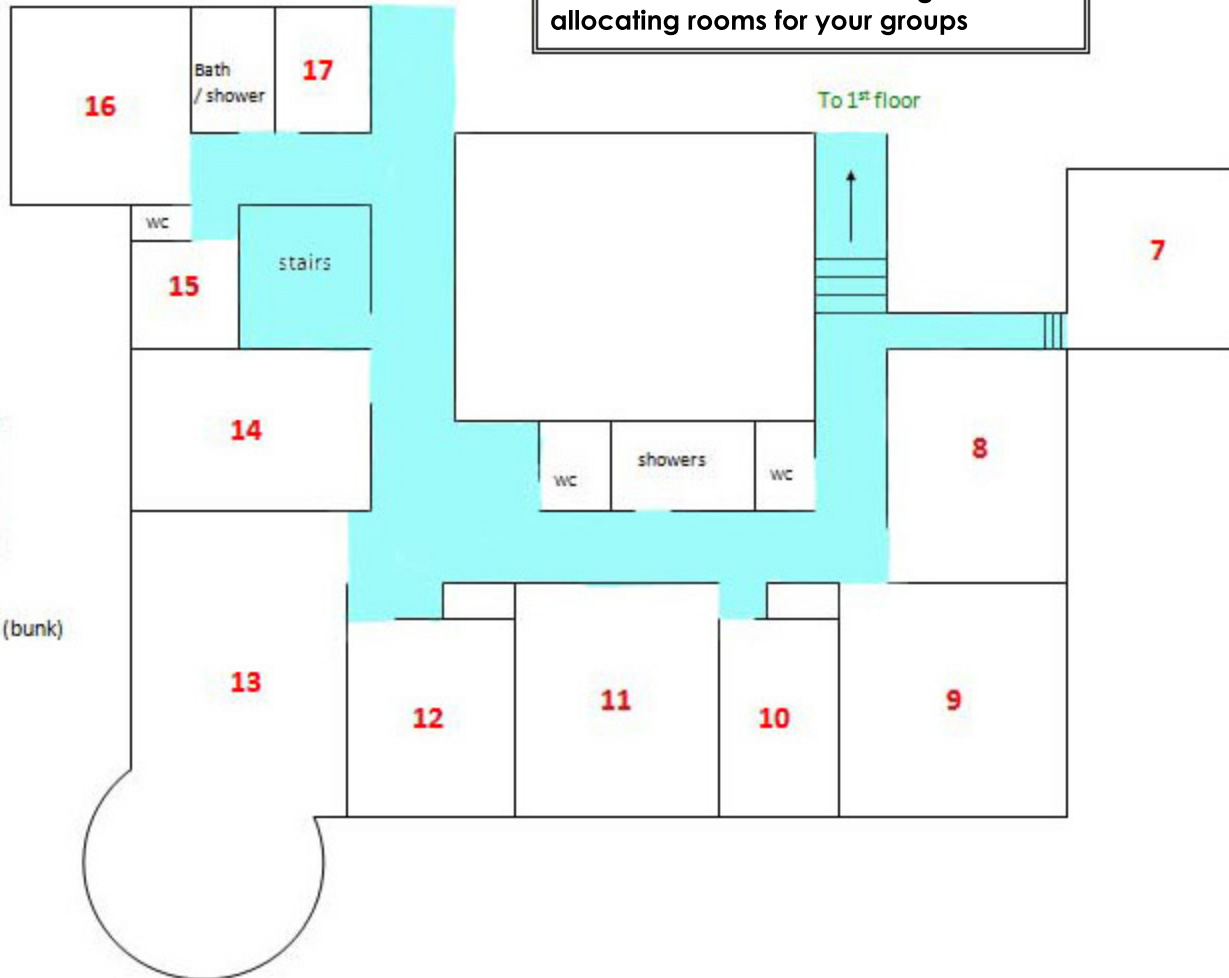 allocating rooms for your groups
Bath
/ shower
17
16
To 1st floor
wc
7
stairs
15
14
8
showers
wc
wc
(bunk)
13
11
9
12
10